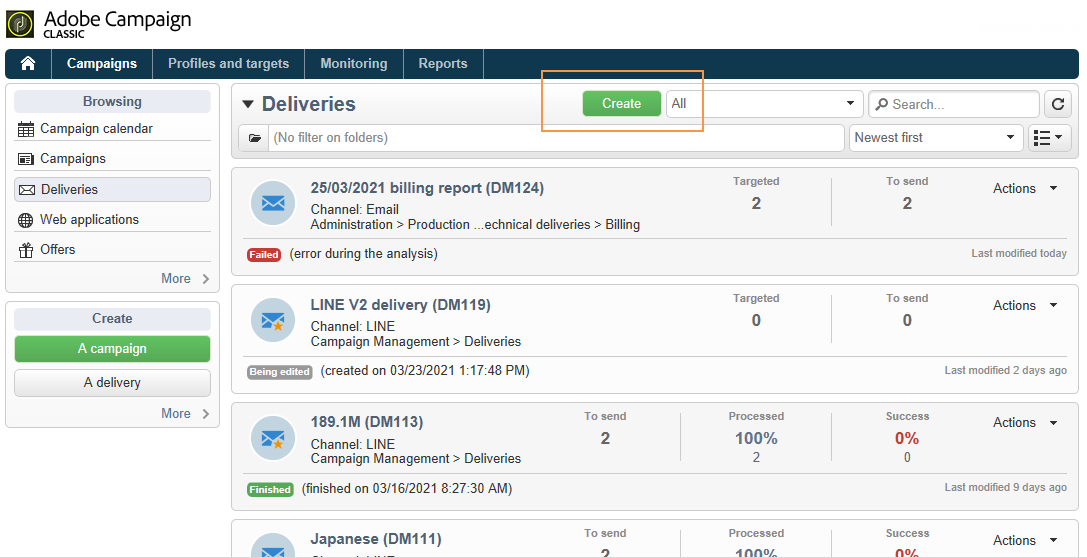 Adobe Campaign
CLASSIC
Campaigns
Profiles and targets
Monitoring
Reports
Browsing
Campaign calendar
Campaigns
Deliveries
Web applications
Offers
More
Create
A campaign
A delivery
More
Deliveries
Create
All
Search...
(No filter on folders)
Newest first
25/03/2021 billing report (DM124)
Channel: Email
Administration > Production ...echnical deliveries > Billing
Targeted
2
To send
2
Actions
Failed (error during the analysis)
Last modified today
LINE V2 delivery (DM119)
Channel: LINE
Campaign Management > Deliveries
Targeted
0
To send
0
Actions
Being edited (created on 03/23/2021 1:17:48 PM)
Last modified 2 days ago
189.1M (DM113)
Channel: LINE
Campaign Management > Deliveries
To send
2
Processed
100%
2
Success
0%
0
Actions
Finished (finished on 03/16/2021 8:27:30 AM)
Last modified 9 days ago
Japanese (DM111)
Channel: LINE
To send
2
Processed
100%
Success
0%
Actions